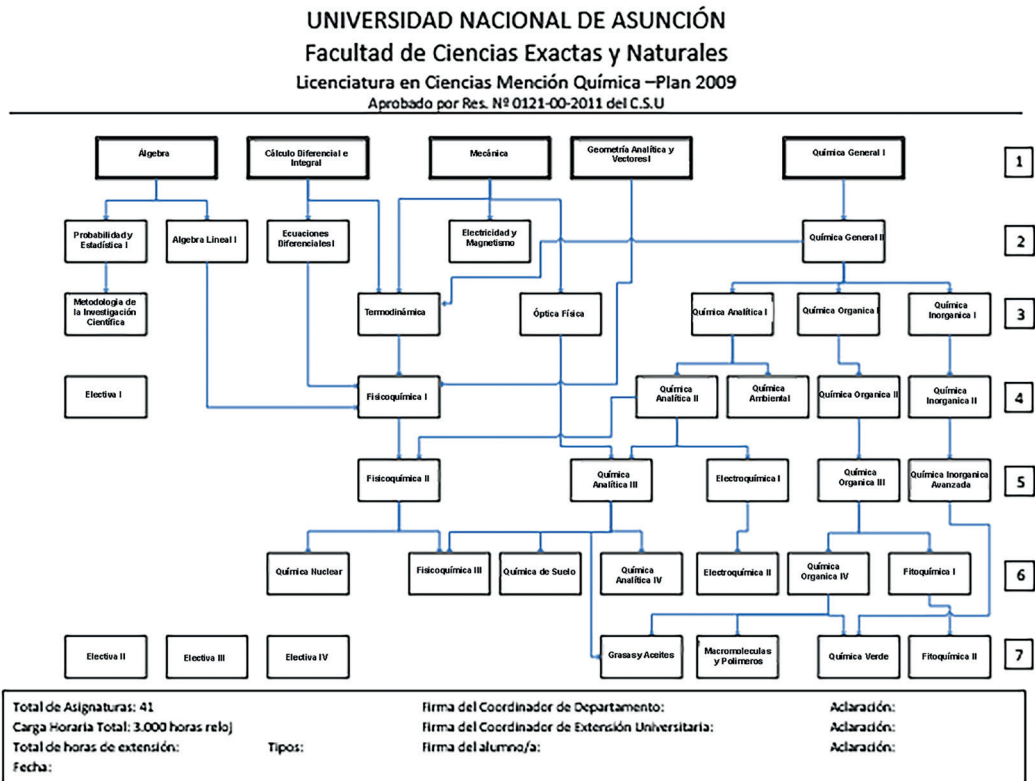 UNIVERSIDAD NACIONAL DE ASUNCIÓN
Facultad de Ciencias Exactas y Naturales
Licenciatura en Ciencias Mención Química –Plan 2009
Aprobado por Res. Nº 0121-00-2011 del C.S.U
Álgebra
Cálculo Diferencial e
Integral
Mecánica
Geometría Analítica y
Vectores I
Química General I
1
Probabilidad y
Estadística I
Algebra Lineal I
Ecuaciones
Diferenciales I
Electricidad y
Magnetismo
Química General II
2
Metodologia de
la Investigación
Científica
Termodinámica
Óptica Física
Química Analítica I
Química Organica I
Química
Inorganica I
3
Electiva I
Fisicoquímica I
Química
Analítica II
Química
Ambiental
Química Organica II
Química
Inorganica II
4
Fisicoquímica II
Química
Analítica III
Electroquímica I
Química
Organica III
Química Inorganica
Avanzada
5
Química Nuclear
Fisicoquímica III
Química de Suelo
Química
Analítica IV
Electroquímica II
Química
Organica IV
Fitoquímica I
6
Electiva II
Electiva III
Electiva IV
Grasas y Aceites
Macromoleculas
y Polimeros
Química Verde
Fitoquímica II
7
Total de Asignaturas: 41
Firma del Coordinador de Departamento:
Aclaración:
Carga Horaria Total: 3.000 horas reloj
Firma del Coordinador de Extensión Universitaria:
Aclaración:
Total de horas de extensión:
Tipos:
Firma del alumno/a:
Aclaración:
Fecha: